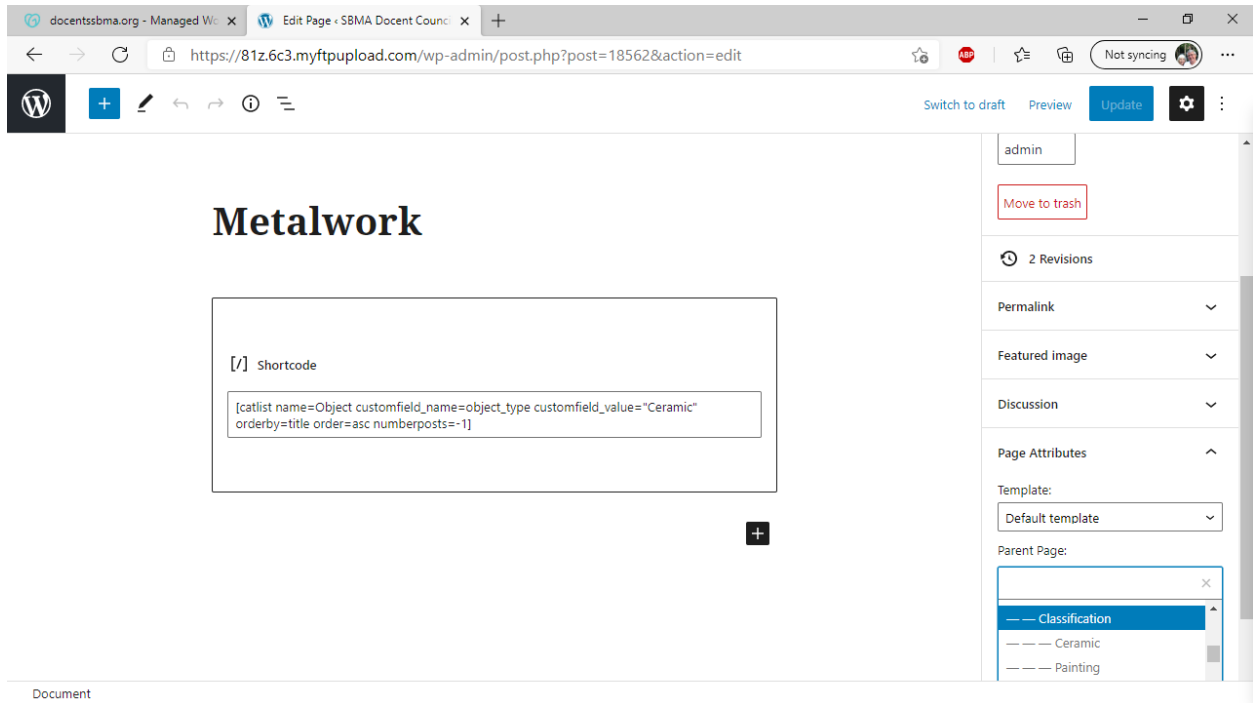 docentssbma.org - Managed Wc
Edit Page ‹ SBMA Docent Counci
https://81z.6c3.myftpupload.com/wp-admin/post.php?post=18562&action=edit
ABP
Not syncing
Switch to draft
Preview
Update
admin
Move to trash
Metalwork
2 Revisions
Permalink
[/] Shortcode
Featured image
[catlist name=Object customfield_name=object_type customfield_value="Ceramic"
orderby=title order=asc numberposts=-1]
Discussion
Page Attributes
Template:
Default template
Parent Page:
— — Classification
— — — Ceramic
— — — Painting
Document